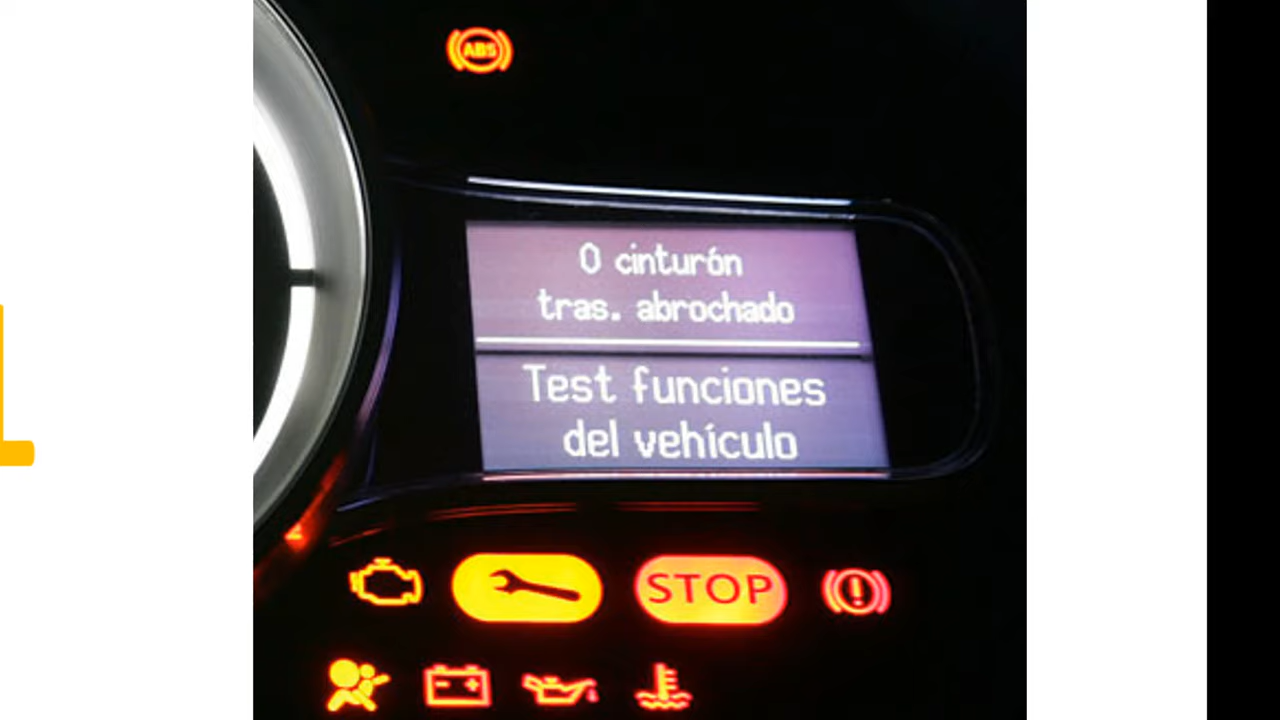 ABS
0 cinturón
tras. abrochado
Test funciones
del vehículo
STOP